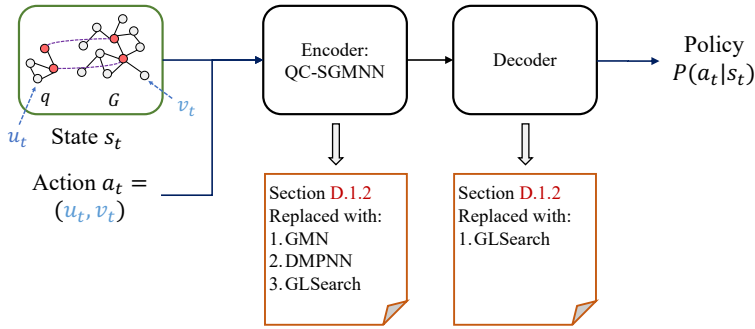 q
G
u_t
v_t
State s_t
Action a_t =
(u_t, v_t)
Encoder:
QC-SGMNN
Decoder
Policy
P(a_t|s_t)
Section D.1.2
Replaced with:
1. GMN
2. DMPNN
3. GLSearch
Section D.1.2
Replaced with:
1. GLSearch